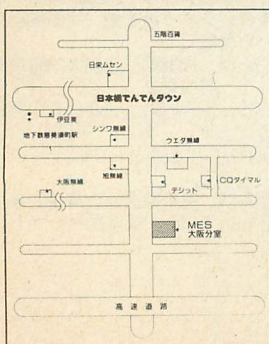 五階百貨
日栄ムセン
日本橋でんでんタウン
伊豆美
地下鉄恵美須町駅
シンワ無線
ウエダ無線
旭無線
大阪無線
デジット
CQタイマル
MES
大阪分室
高速道路